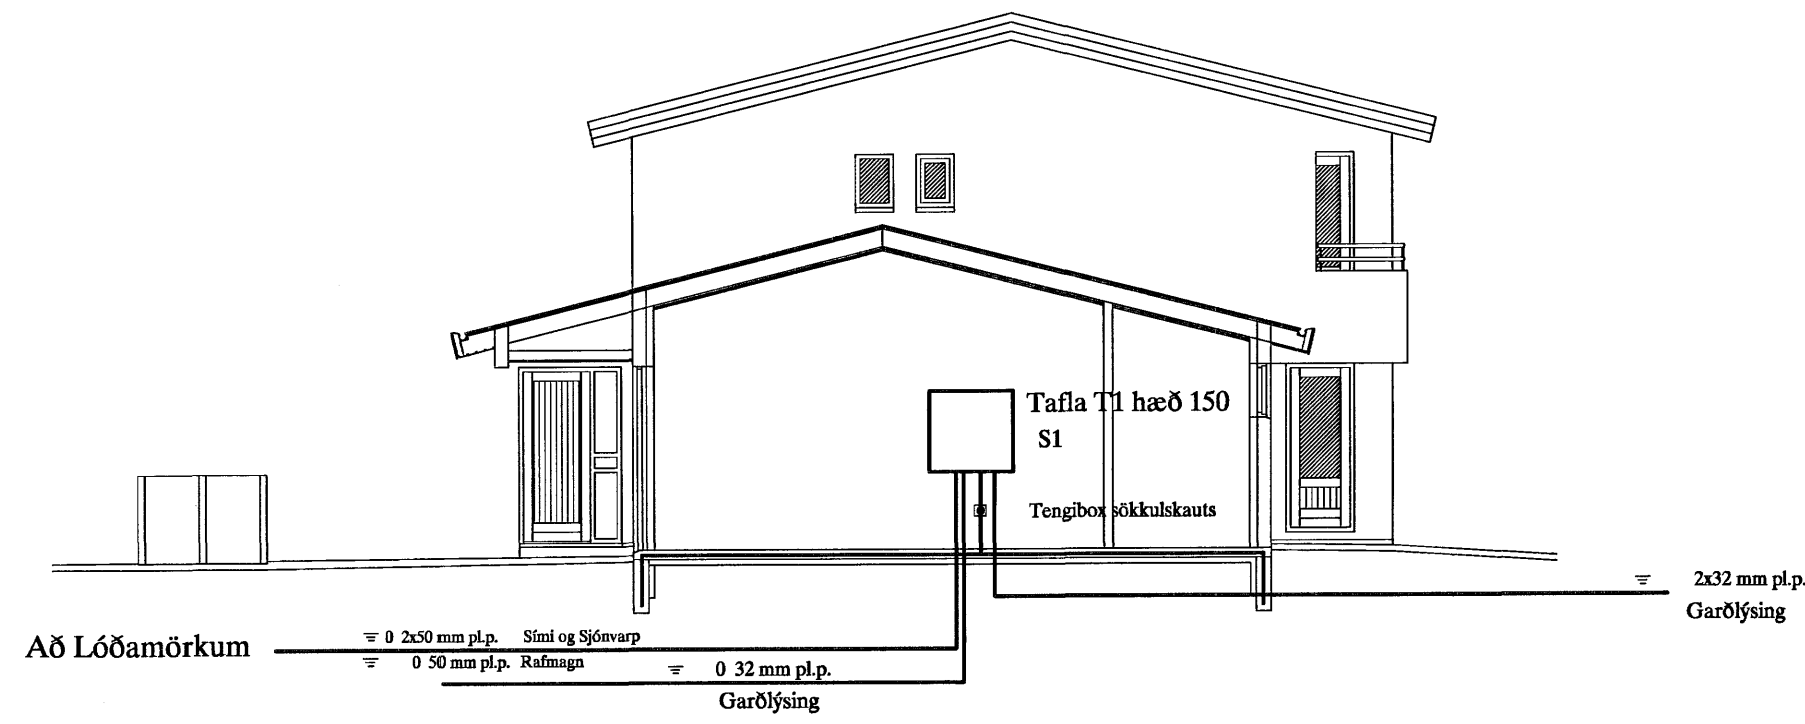 Tafla T1 hæð 150
S1
Tengibox sökkulskauts
2x32 mm pl.p.
Garðlýsing
Að Lóðamörkum
0 2x50 mm pl.p. Sími og Sjónvarp
0 50 mm pl.p. Rafmagn
0 32 mm pl.p.
Garðlýsing